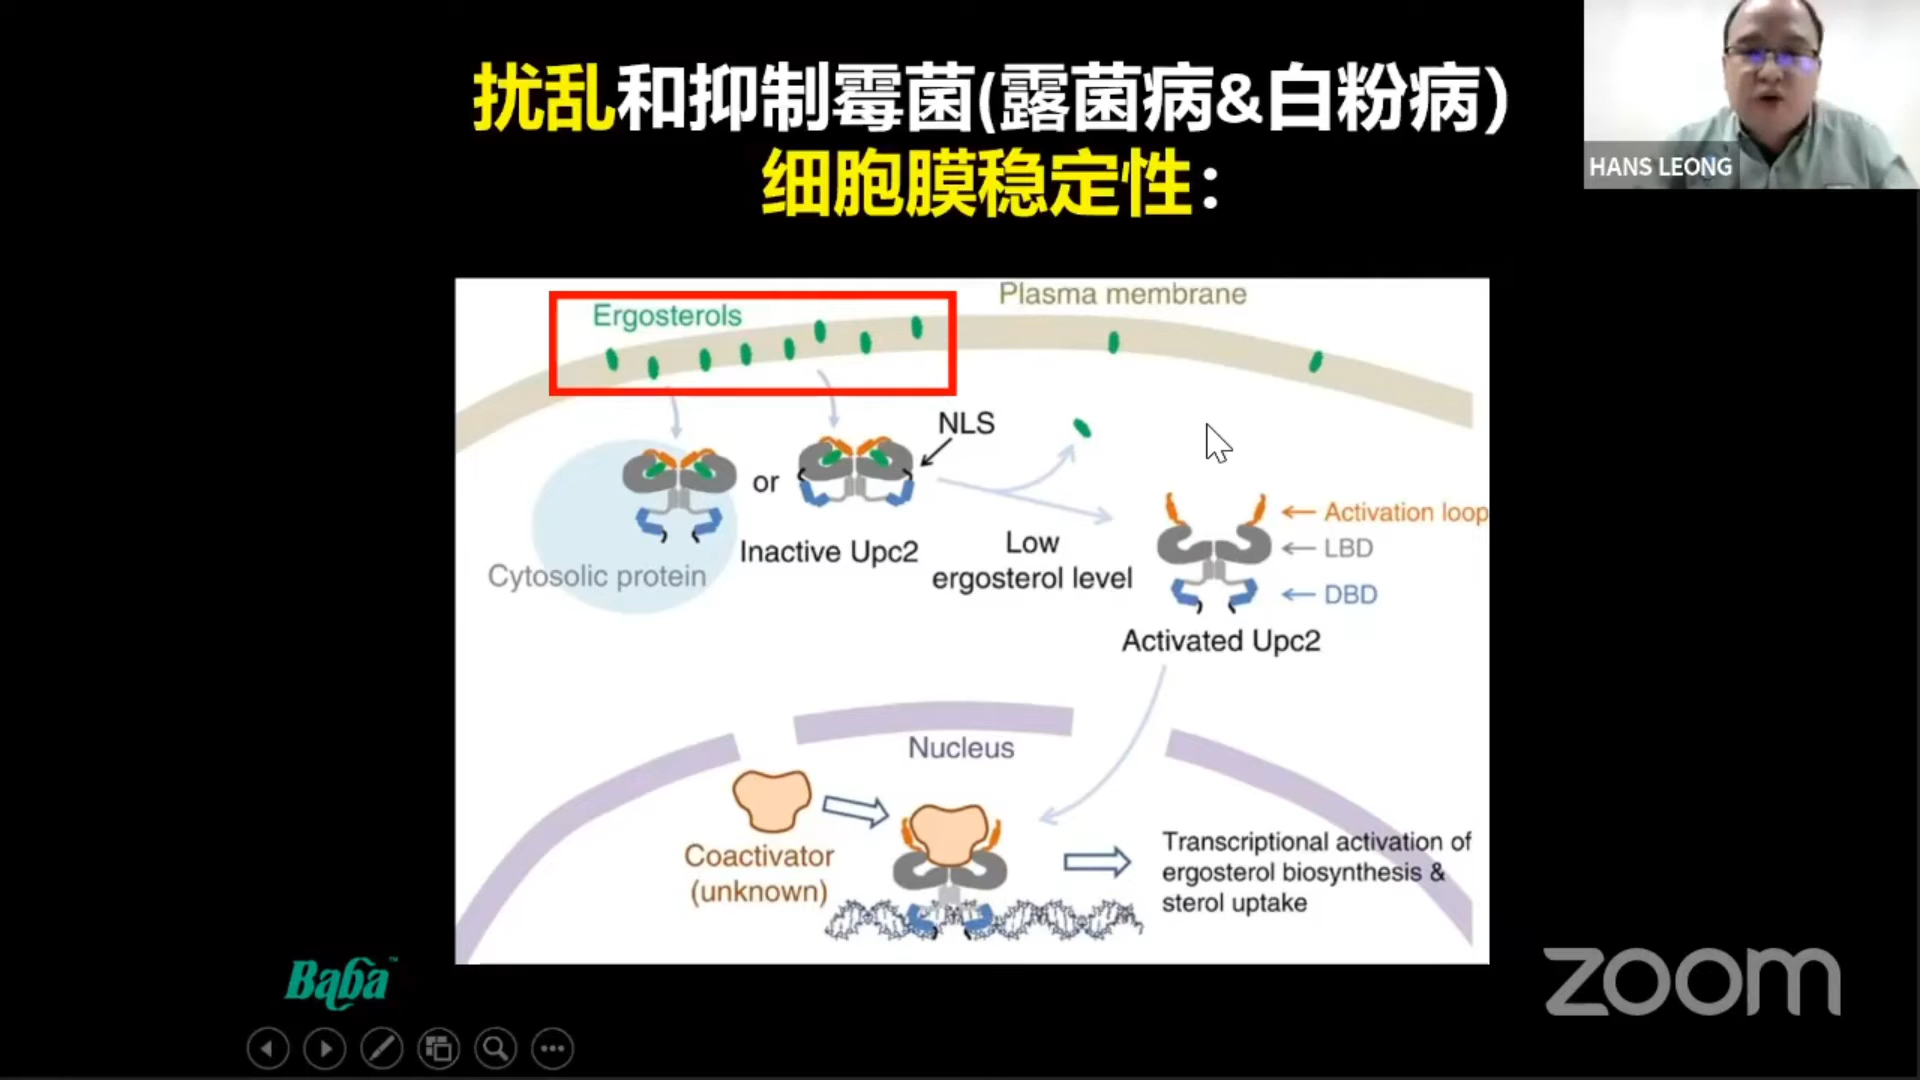 扰乱和抑制霉菌(露菌病&白粉病)
细胞膜稳定性：
HANS LEONG
Plasma membrane
Ergosterols
NLS
or
Activation loop
LBD
DBD
Inactive Upc2
Low
ergosterol level
Cytosolic protein
Activated Upc2
Nucleus
Coactivator
(unknown)
Transcriptional activation of
ergosterol biosynthesis &
sterol uptake
Baba™
zoom